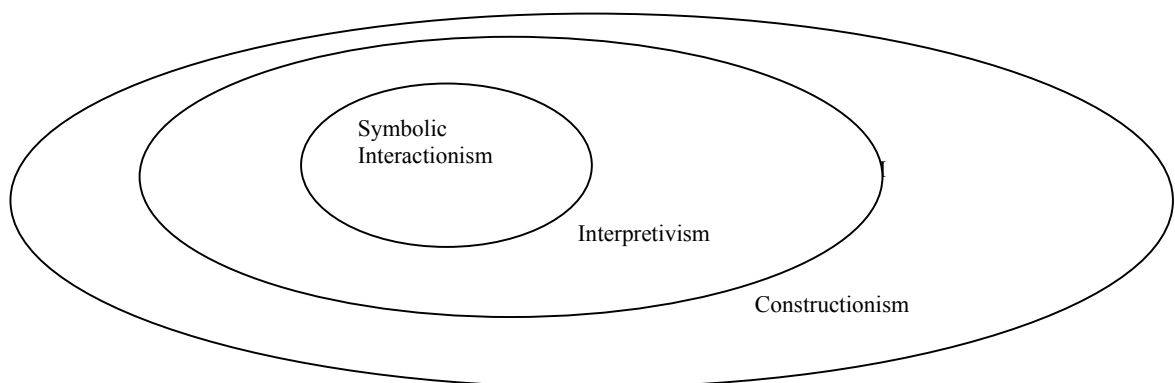 Symbolic
Interactionism
I
Interpretivism
Constructionism